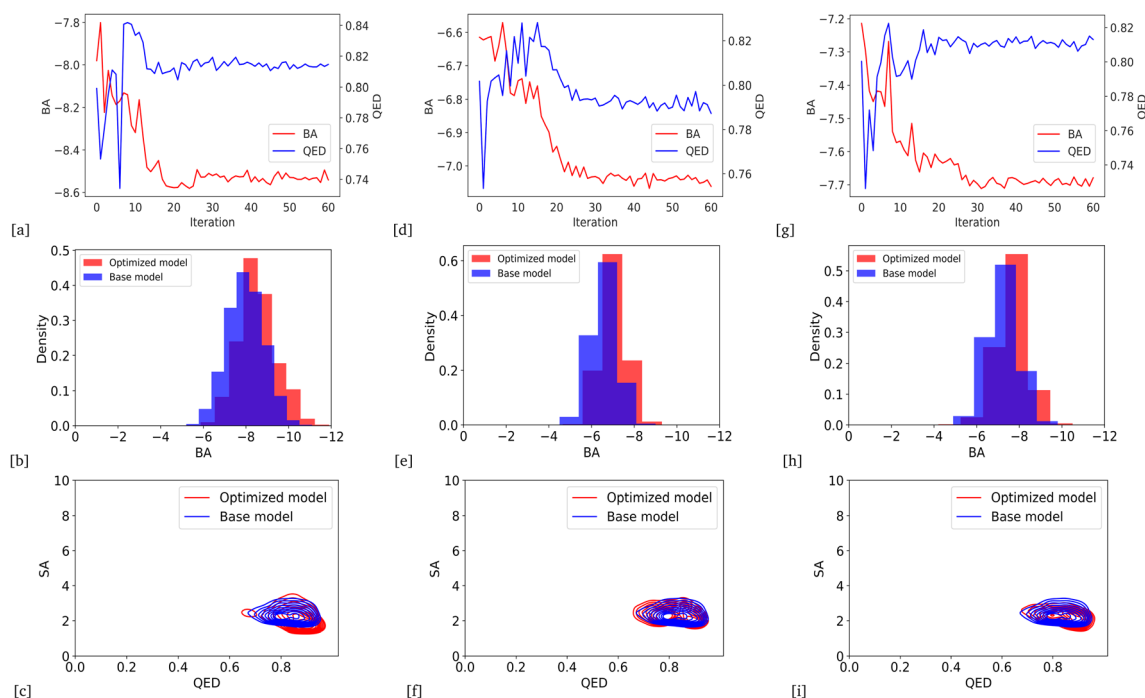 −7.8
−8.0
−8.2
−8.4
−8.6
BA
0.84
0.82
0.80
0.78
0.76
0.74
QED
BA
QED
0 10 20 30 40 50 60
Iteration
[a]
−6.6
−6.7
−6.8
−6.9
−7.0
BA
0.82
0.80
0.78
0.76
QED
BA
QED
0 10 20 30 40 50 60
Iteration
[d]
−7.2
−7.3
−7.4
−7.5
−7.6
−7.7
BA
0.82
0.80
0.78
0.76
0.74
QED
BA
QED
0 10 20 30 40 50 60
Iteration
[g]
0.5
0.4
0.3
0.2
0.1
0.0
Density
Optimized model
Base model
0 −2 −4 −6 −8 −10 −12
BA
[b]
0.6
0.4
0.2
0.0
Density
Optimized model
Base model
0 −2 −4 −6 −8 −10 −12
BA
[e]
0.5
0.4
0.3
0.2
0.1
0.0
Density
Optimized model
Base model
0 −2 −4 −6 −8 −10 −12
BA
[h]
10
8
6
4
2
0
SA
Optimized model
Base model
0.0 0.2 0.4 0.6 0.8
QED
[c]
10
8
6
4
2
0
SA
Optimized model
Base model
0.0 0.2 0.4 0.6 0.8
QED
[f]
10
8
6
4
2
0
SA
Optimized model
Base model
0.0 0.2 0.4 0.6 0.8
QED
[i]